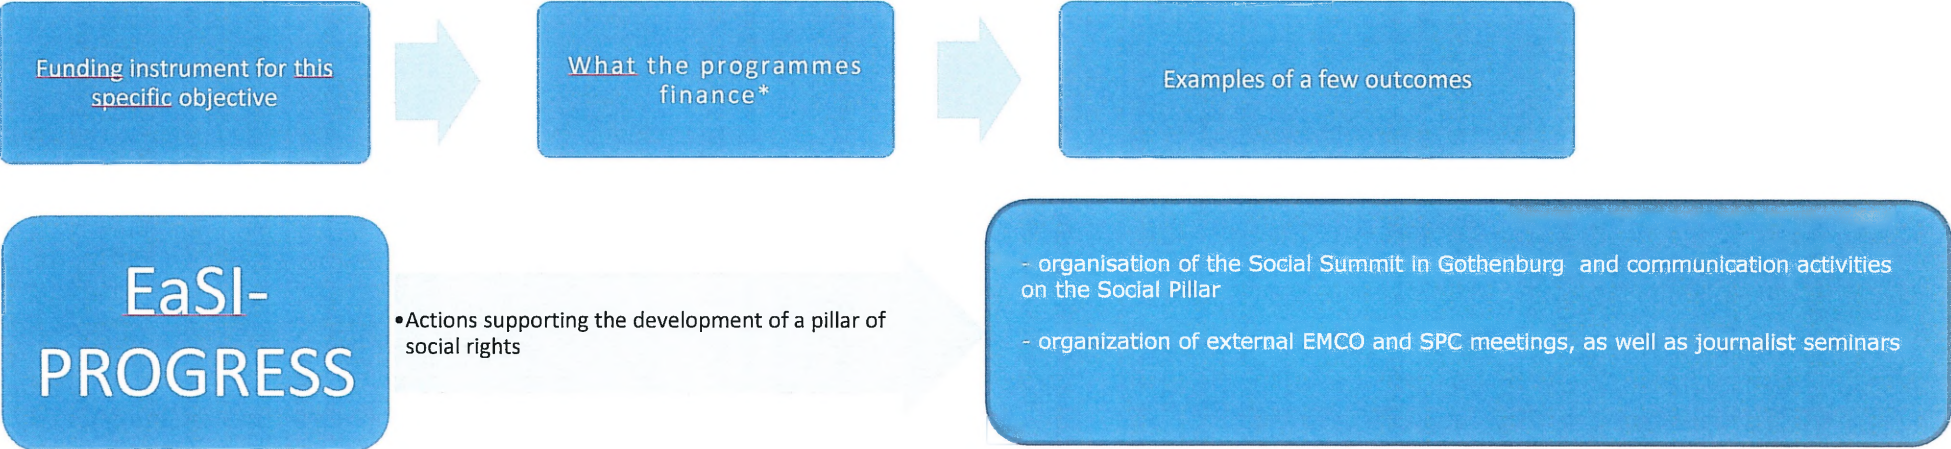 Funding instrument for this
specific objective
What the programmes
finance*
Examples of a few outcomes
EaSI-
PROGRESS
•Actions supporting the development of a pillar of
social rights
- organisation of the Social Summit in Gothenburg and communication activities
on the Social Pillar
- organization of external EMCO and SPC meetings, as well as journalist seminars